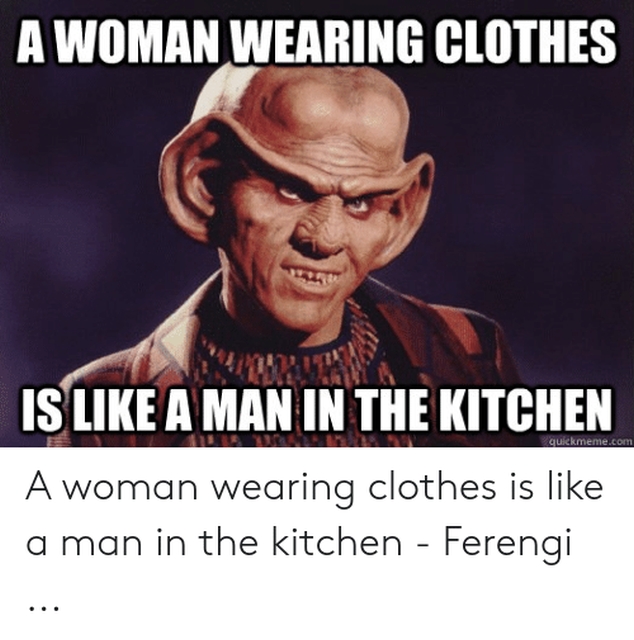 A WOMAN WEARING CLOTHES
IS LIKE A MAN IN THE KITCHEN
quickmeme.com
A woman wearing clothes is like
a man in the kitchen - Ferengi
...